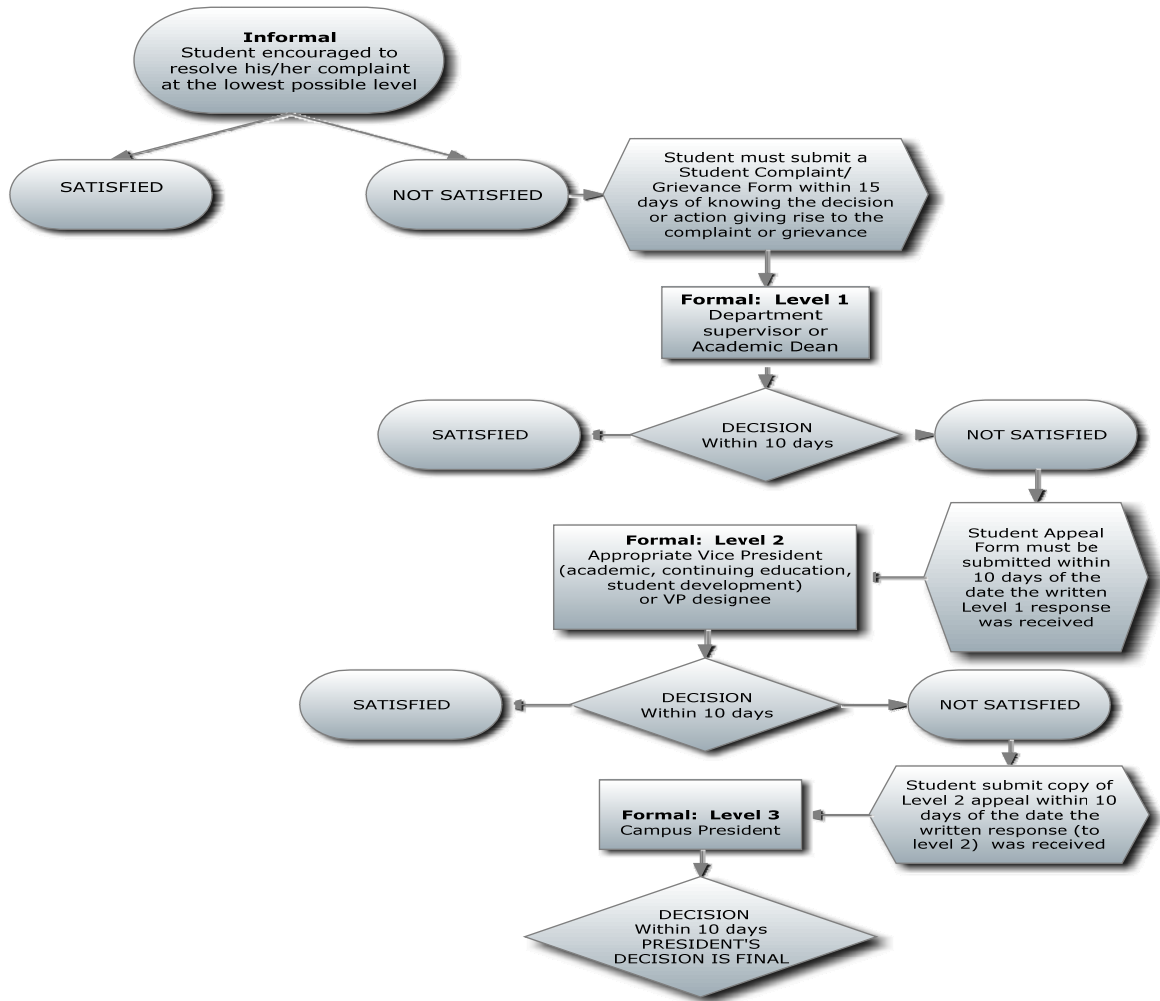 Informal
Student encouraged to
resolve his/her complaint
at the lowest possible level
SATISFIED
NOT SATISFIED
Student must submit a
Student Complaint/
Grievance Form within 15
days of knowing the decision
or action giving rise to the
complaint or grievance
Formal: Level 1
Department
supervisor or
Academic Dean
SATISFIED
DECISION
Within 10 days
NOT SATISFIED
Student Appeal
Form must be
submitted within
10 days of the
date the written
Level 1 response
was received
Formal: Level 2
Appropriate Vice President
(academic, continuing education,
student development)
or VP designee
SATISFIED
DECISION
Within 10 days
NOT SATISFIED
Student submit copy of
Level 2 appeal within 10
days of the date the
written response (to
level 2) was received
Formal: Level 3
Campus President
DECISION
Within 10 days
PRESIDENT'S
DECISION IS FINAL